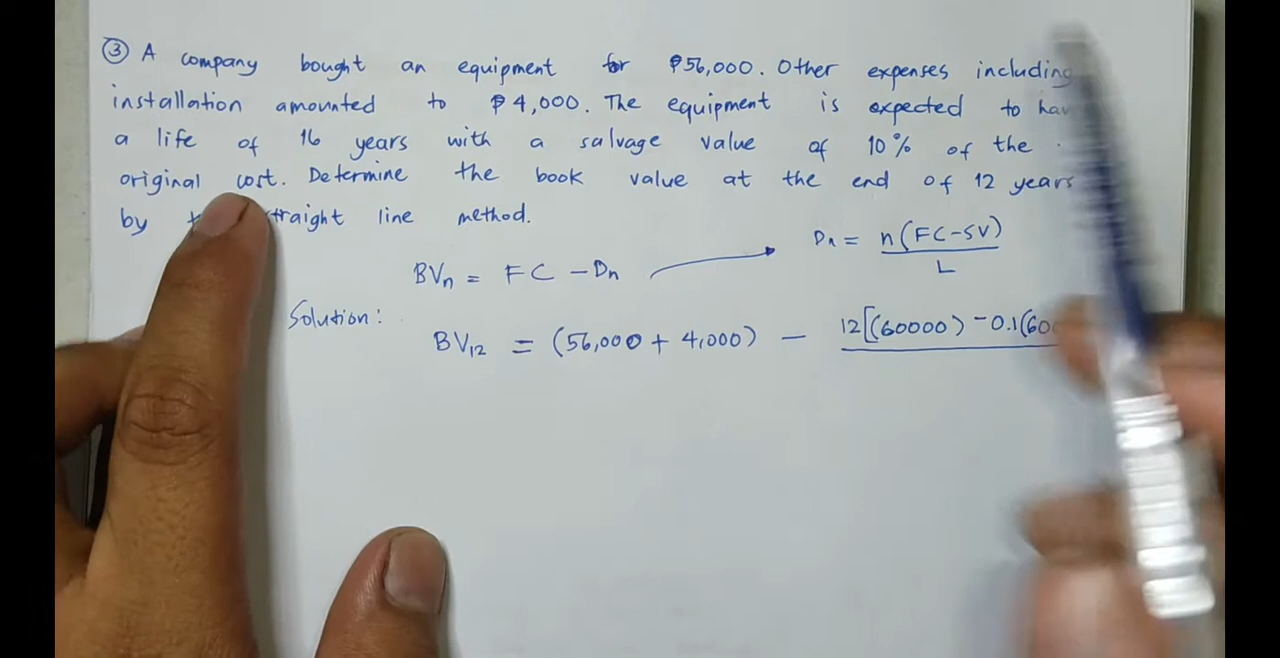 ③ A company bought an equipment for ₱56,000. Other expenses including
installation amounted to ₱4,000. The equipment is expected to
a life of 16 years with a salvage value of 10% of the
original cost. Determine the book value at the end of 12 years
by straight line method.
Dn = n(FC-SV)
L
BVn = FC - Dn
Solution:
BV12 = (56,000 + 4,000) - 12[(60000) - 0.1(